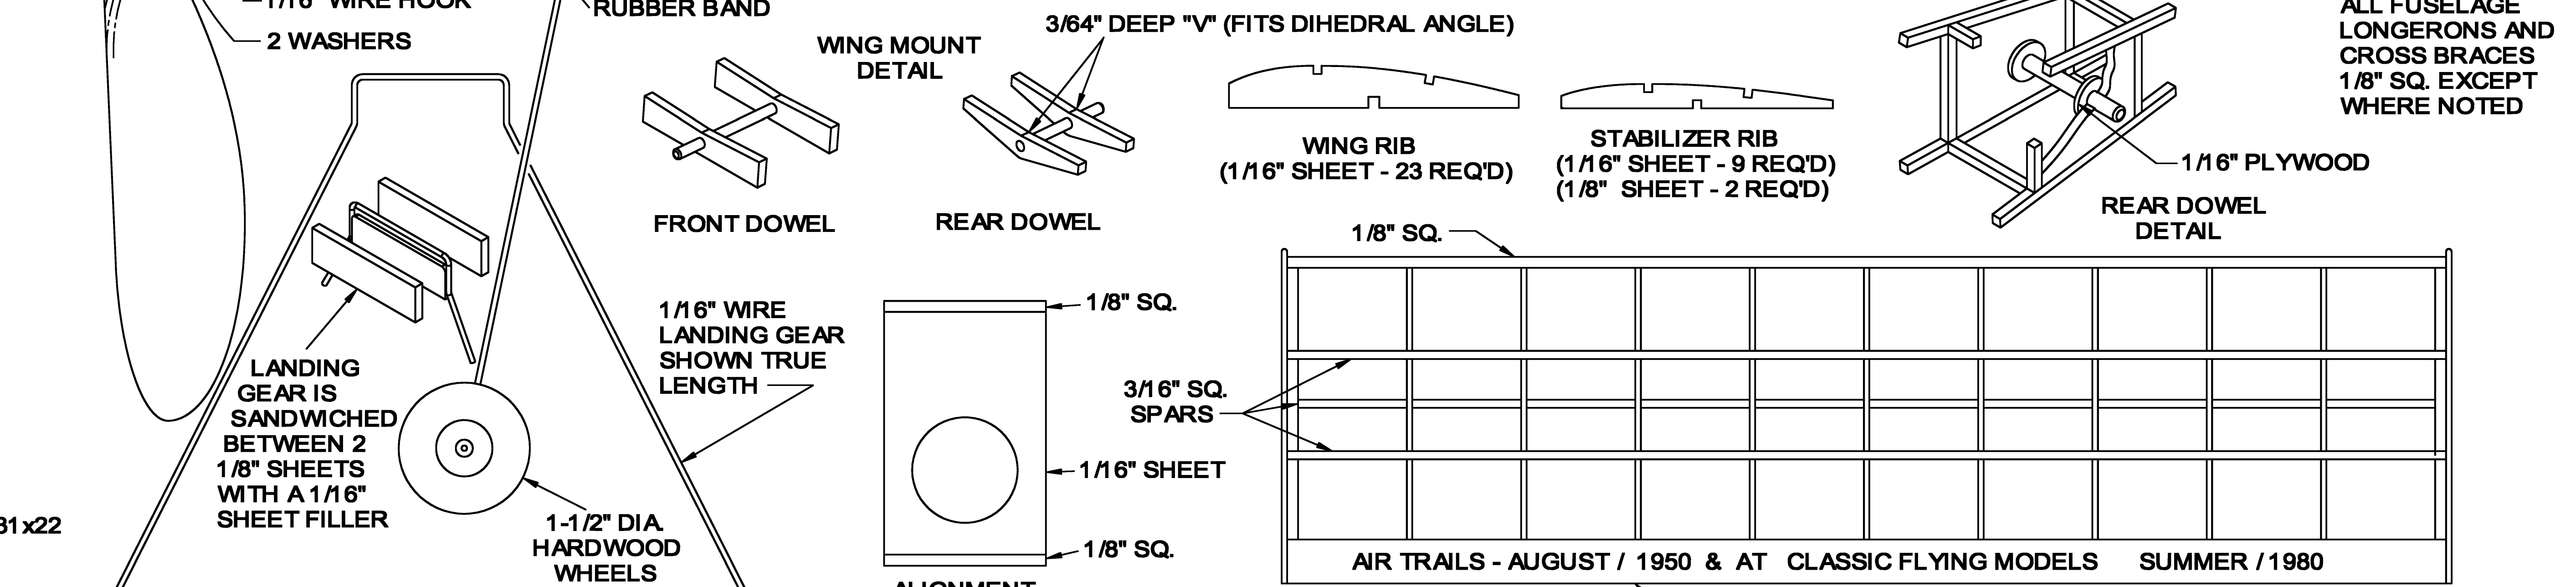 1/16" WIRE HOOK
2 WASHERS
RUBBER BAND
WING MOUNT
DETAIL
3/64" DEEP "V" (FITS DIHEDRAL ANGLE)
FRONT DOWEL
REAR DOWEL
WING RIB
(1/16" SHEET - 23 REQ'D)
STABILIZER RIB
(1/16" SHEET - 9 REQ'D)
(1/8" SHEET - 2 REQ'D)
ALL FUSELAGE
LONGERONS AND
CROSS BRACES
1/8" SQ. EXCEPT
WHERE NOTED
1/16" PLYWOOD
REAR DOWEL
DETAIL
LANDING
GEAR IS
SANDWICHED
BETWEEN 2
1/8" SHEETS
WITH A 1/16"
SHEET FILLER
31x22
1-1/2" DIA.
HARDWOOD
WHEELS
1/16" WIRE
LANDING GEAR
SHOWN TRUE
LENGTH
1/8" SQ.
1/16" SHEET
1/8" SQ.
ALIGNMENT
1/8" SQ.
3/16" SQ.
SPARS
AIR TRAILS - AUGUST / 1950 & AT CLASSIC FLYING MODELS SUMMER / 1980